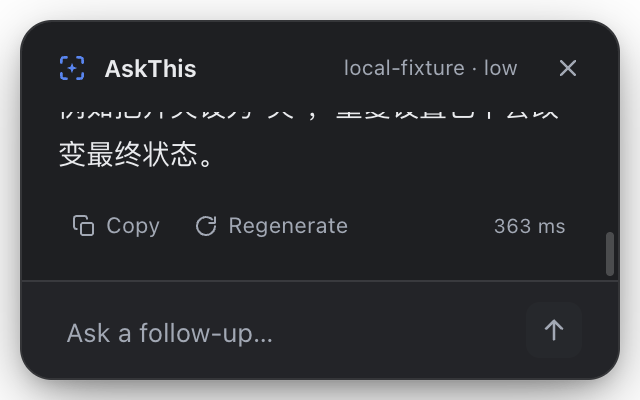 AskThis
local-fixture · low
变最终状态。
Copy
Regenerate
363 ms
Ask a follow-up...